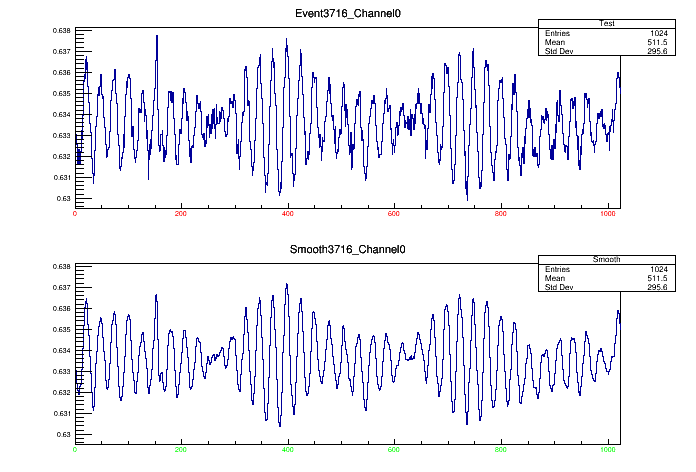 Event3716_Channel0
Test
Entries 1024
Mean 511.5
Std Dev 295.6
0.638
0.637
0.636
0.635
0.634
0.633
0.632
0.631
0.63
0 200 400 600 800 1000
Smooth3716_Channel0
Smooth
Entries 1024
Mean 511.5
Std Dev 295.6
0.638
0.637
0.636
0.635
0.634
0.633
0.632
0.631
0.63
0 200 400 600 800 1000